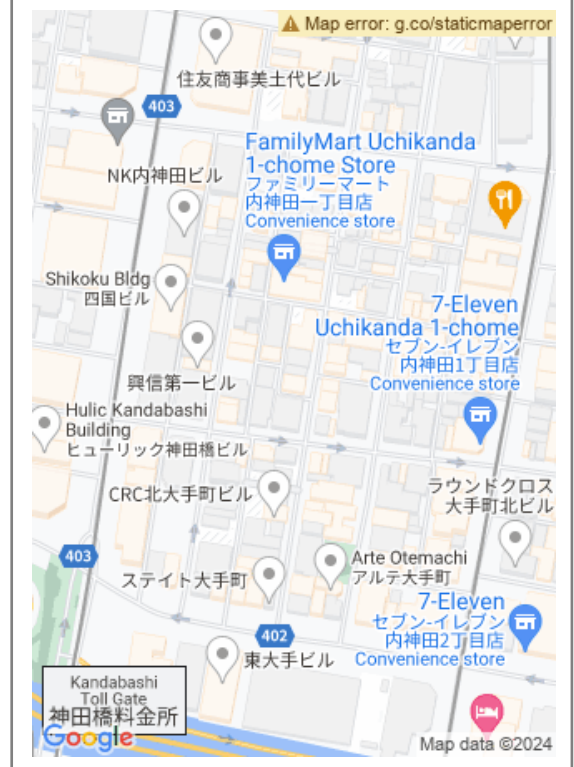 Map error: g.co/staticmaperror
住友商事美土代ビル
403
FamilyMart Uchikanda
1-chome Store
ファミリーマート
内神田一丁目店
Convenience store
NK内神田ビル
Shikoku Bldg
四国ビル
7-Eleven
Uchikanda 1-chome
セブン-イレブン
内神田1丁目店
Convenience store
興信第一ビル
Hulic Kandabashi
Building
ヒューリック神田橋ビル
CRC北大手町ビル
ラウンドクロス
大手町北ビル
403
Arte Otemachi
アルテ大手町
ステイト大手町
7-Eleven
セブン-イレブン
内神田2丁目店
Convenience store
402
東大手ビル
Kandabashi
Toll Gate
神田橋料金所
Google
Map data ©2024